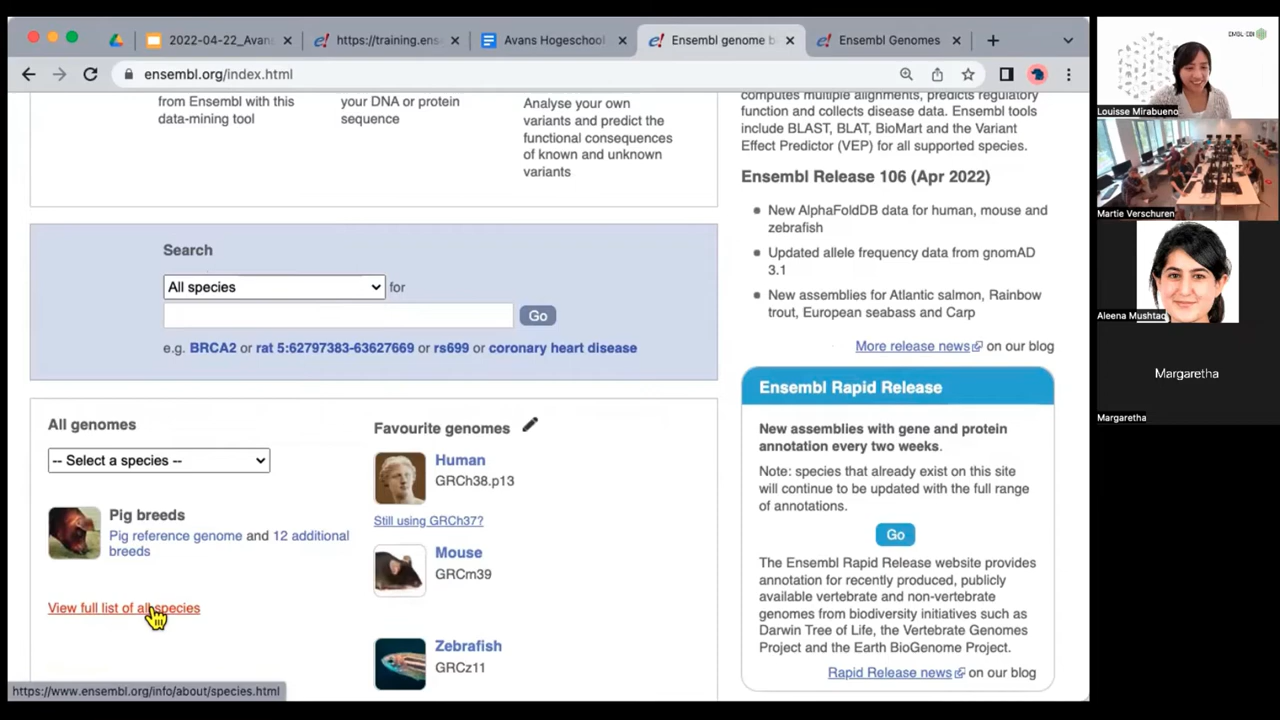 2022-04-22_Avans
https://training.ens
Avans Hogeschool
Ensembl genome b
Ensembl Genomes
ensembl.org/index.html
from Ensembl with this
data-mining tool
your DNA or protein
sequence
Analyse your own
variants and predict the
functional consequences
of known and unknown
variants
Search
All species
for
Go
e.g. BRCA2 or rat 5:62797383-63627669 or rs699 or coronary heart disease
All genomes
-- Select a species --
Pig breeds
Pig reference genome and 12 additional
breeds
View full list of all species
Favourite genomes
Human
GRCh38.p13
Still using GRCh37?
Mouse
GRCm39
Zebrafish
GRCz11
computes multiple alignments, predicts regulatory
function and collects disease data. Ensembl tools
include BLAST, BLAT, BioMart and the Variant
Effect Predictor (VEP) for all supported species.
Ensembl Release 106 (Apr 2022)
New AlphaFoldDB data for human, mouse and
zebrafish
Updated allele frequency data from gnomAD
3.1
New assemblies for Atlantic salmon, Rainbow
trout, European seabass and Carp
More release news on our blog
Ensembl Rapid Release
New assemblies with gene and protein
annotation every two weeks.
Note: species that already exist on this site
will continue to be updated with the full range
of annotations.
Go
The Ensembl Rapid Release website provides
annotation for recently produced, publicly
available vertebrate and non-vertebrate
genomes from biodiversity initiatives such as
Darwin Tree of Life, the Vertebrate Genomes
Project and the Earth BioGenome Project.
Rapid Release news on our blog
https://www.ensembl.org/info/about/species.html
EMBL-EBI
Louisse Mirabueno
Martie Verschuren
Aleena Mushtaq
Margaretha
Margaretha